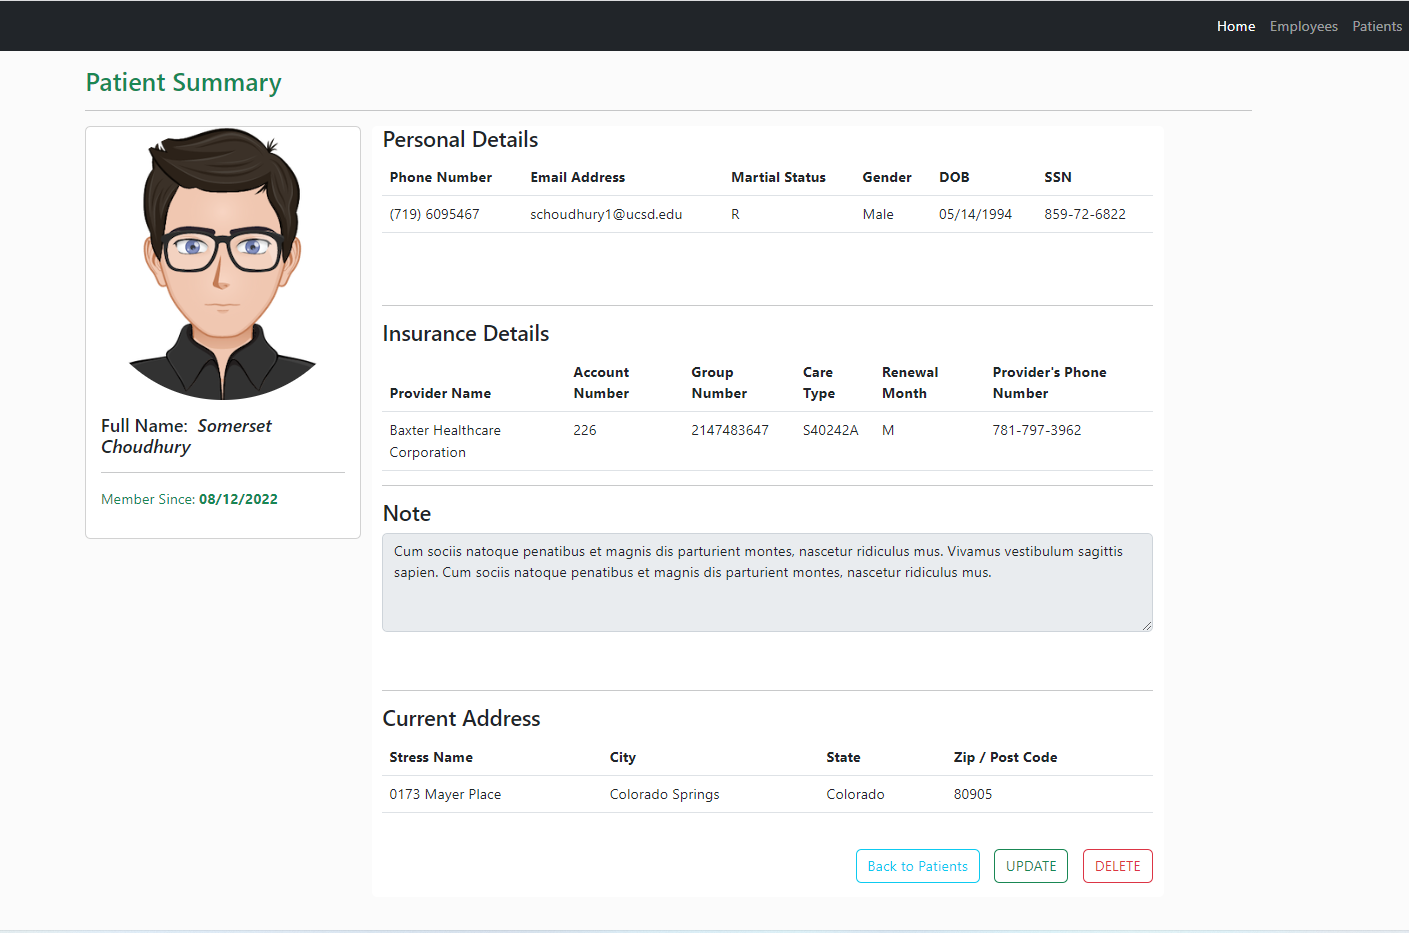 Home Employees Patients
Patient Summary
Full Name: Somerset
Choudhury
Member Since: 08/12/2022
Personal Details
Phone Number Email Address Martial Status Gender DOB SSN
(719) 6095467 schoudhury1@ucsd.edu R Male 05/14/1994 859-72-6822
Insurance Details
Provider Name Account Number Group Number Care Type Renewal Month Provider's Phone Number
Baxter Healthcare 226 2147483647 S40242A M 781-797-3962
Corporation
Note
Cum sociis natoque penatibus et magnis dis parturient montes, nascetur ridiculus mus. Vivamus vestibulum sagittis
sapien. Cum sociis natoque penatibus et magnis dis parturient montes, nascetur ridiculus mus.
Current Address
Stress Name City State Zip / Post Code
0173 Mayer Place Colorado Springs Colorado 80905
Back to Patients UPDATE DELETE